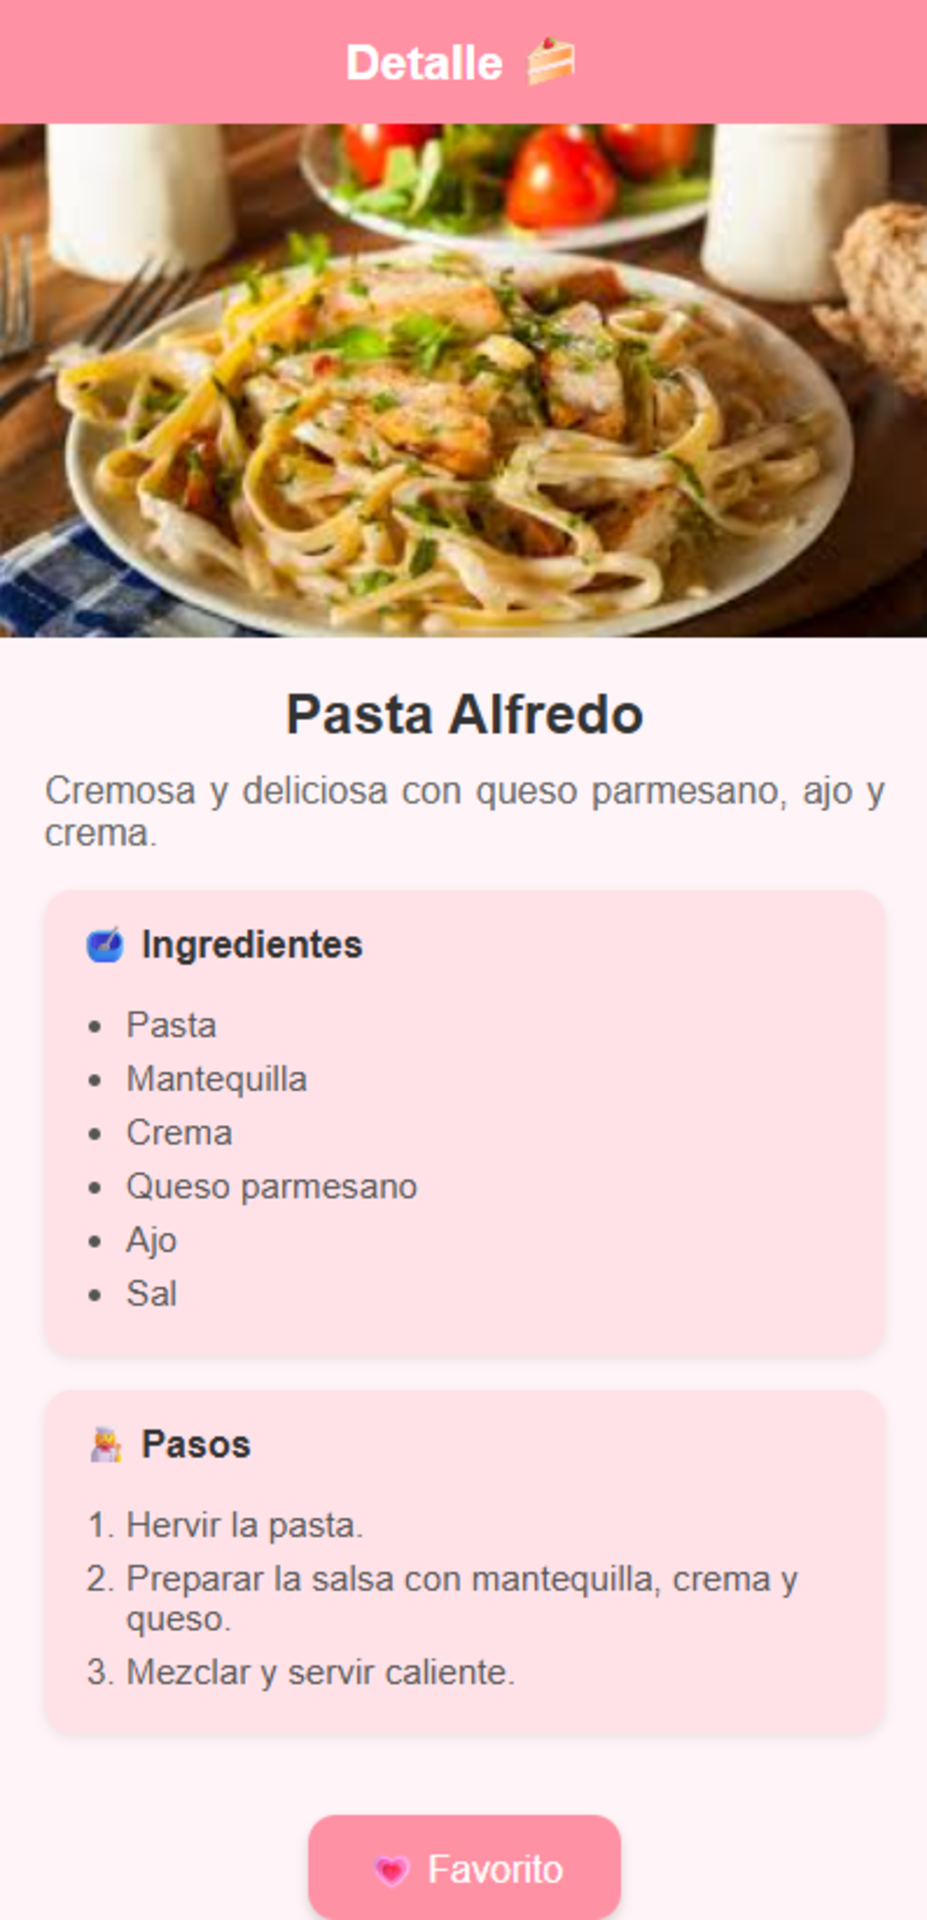 Detalle 🍰
Pasta Alfredo
Cremosa y deliciosa con queso parmesano, ajo y
crema.
🥣 Ingredientes
• Pasta
• Mantequilla
• Crema
• Queso parmesano
• Ajo
• Sal
👩‍🍳 Pasos
1. Hervir la pasta.
2. Preparar la salsa con mantequilla, crema y
queso.
3. Mezclar y servir caliente.
💗 Favorito